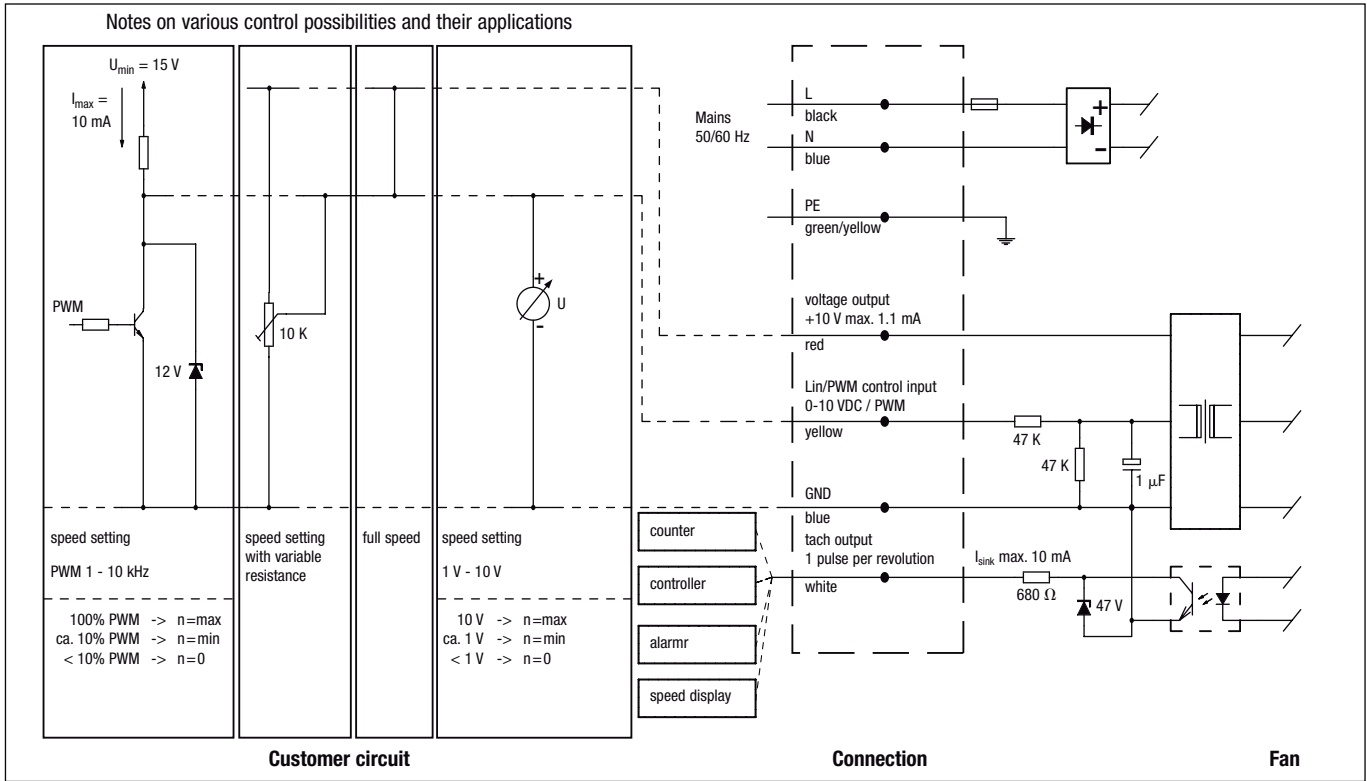 Notes on various control possibilities and their applications
Umin = 15 V
Imax =
10 mA
PWM
12 V
speed setting
PWM 1 - 10 kHz
100% PWM -> n=max
ca. 10% PWM -> n=min
< 10% PWM -> n=0
10 K
speed setting
with variable
resistance
full speed
+
U
-
speed setting
1 V - 10 V
10 V -> n=max
ca. 1 V -> n=min
< 1 V -> n=0
counter
controller
alarmr
speed display
Mains
50/60 Hz
L
black
N
blue
PE
green/yellow
voltage output
+10 V max. 1.1 mA
red
Lin/PWM control input
0-10 VDC / PWM
yellow
GND
blue
tach output
1 pulse per revolution
white
+
-
47 K
47 K
1 μF
Isink max. 10 mA
680 Ω
47 V
Customer circuit
Connection
Fan